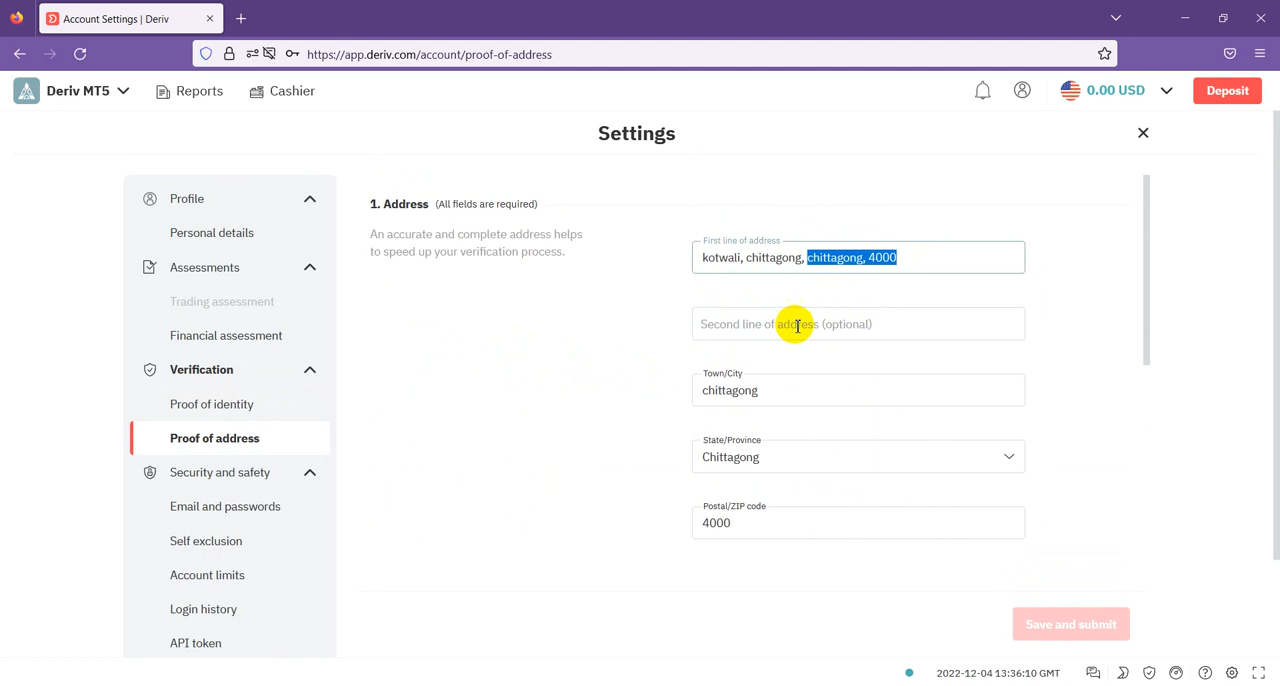 Account Settings | Deriv
https://app.deriv.com/account/proof-of-address
Deriv MT5
Reports
Cashier
0.00 USD
Deposit
Settings
Profile
Personal details
Assessments
Trading assessment
Financial assessment
Verification
Proof of identity
Proof of address
Security and safety
Email and passwords
Self exclusion
Account limits
Login history
API token
1. Address (All fields are required)
An accurate and complete address helps
to speed up your verification process.
First line of address
kotwali, chittagong, chittagong, 4000
Second line of address (optional)
Town/City
chittagong
State/Province
Chittagong
Postal/ZIP code
4000
Save and submit
2022-12-04 13:36:10 GMT